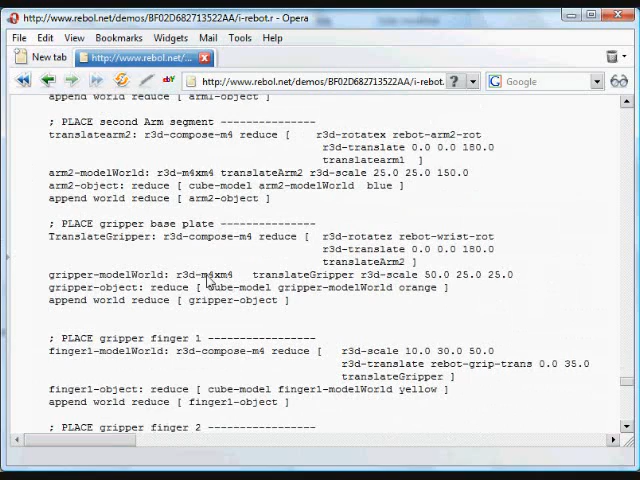 http://www.rebol.net/demos/BF02D682713522AA/i-rebot.r - Opera
File Edit View Bookmarks Widgets Mail Tools Help
New tab http://www.rebol.net/...
http://www.rebol.net/demos/BF02D682713522AA/i-rebot. ? Google
append world reduce [ arm1-object ]
; PLACE second Arm segment ---------------
translatearm2: r3d-compose-m4 reduce [ r3d-rotatex rebot-arm2-rot
r3d-translate 0.0 0.0 180.0
translatearm1 ]
arm2-modelWorld: r3d-m4xm4 translateArm2 r3d-scale 25.0 25.0 150.0
arm2-object: reduce [ cube-model arm2-modelWorld blue ]
append world reduce [ arm2-object ]
; PLACE gripper base plate ---------------
TranslateGripper: r3d-compose-m4 reduce [ r3d-rotatez rebot-wrist-rot
r3d-translate 0.0 0.0 180.0
translateArm2 ]
gripper-modelWorld: r3d-m4xm4 translateGripper r3d-scale 50.0 25.0 25.0
gripper-object: reduce [ cube-model gripper-modelWorld orange ]
append world reduce [ gripper-object ]
; PLACE gripper finger 1 -----------------
finger1-modelWorld: r3d-compose-m4 reduce [ r3d-scale 10.0 30.0 50.0
r3d-translate rebot-grip-trans 0.0 35.0
translateGripper ]
finger1-object: reduce [ cube-model finger1-modelWorld yellow ]
append world reduce [ finger1-object ]
; PLACE gripper finger 2 -----------------